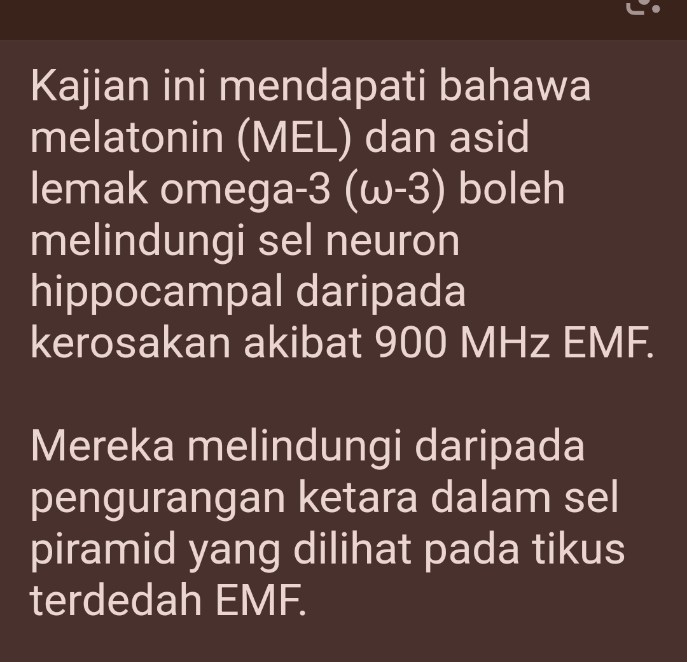 Kajian ini mendapati bahawa
melatonin (MEL) dan asid
lemak omega-3 (ω-3) boleh
melindungi sel neuron
hippocampal daripada
kerosakan akibat 900 MHz EMF.
Mereka melindungi daripada
pengurangan ketara dalam sel
piramid yang dilihat pada tikus
terdedah EMF.